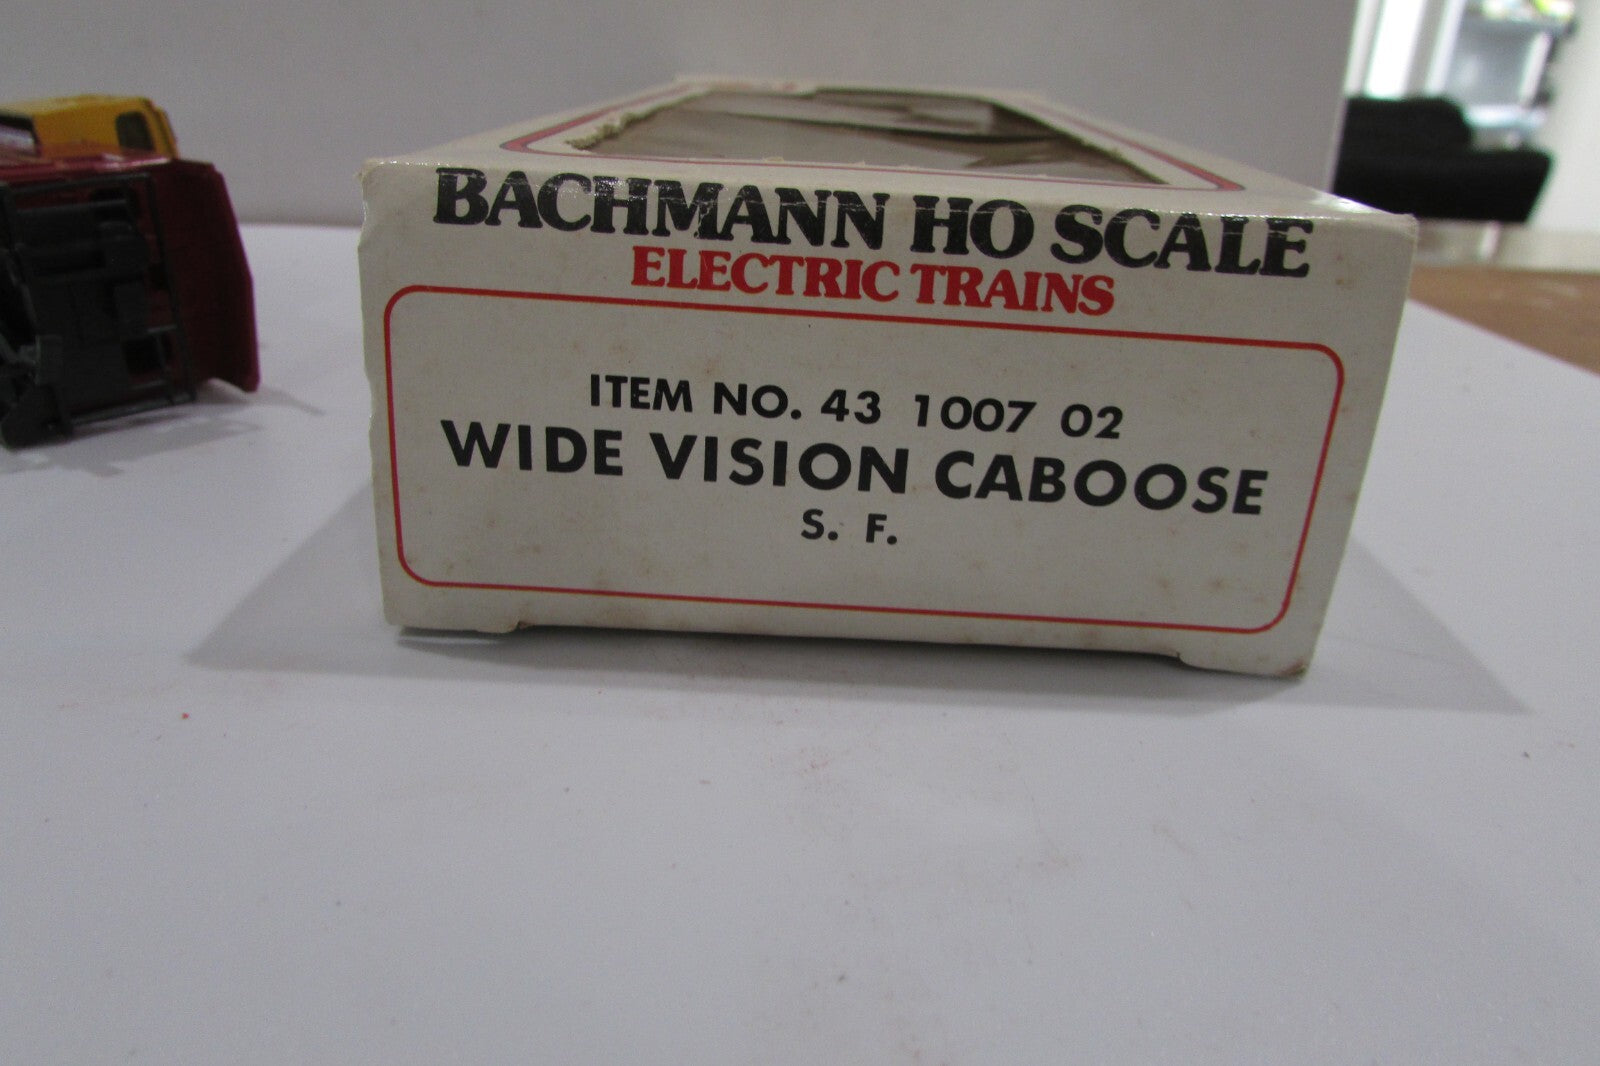 BACHMANN HO SCALE
ELECTRIC TRAINS
ITEM NO. 43 1007 02
WIDE VISION CABOOSE
S. F.